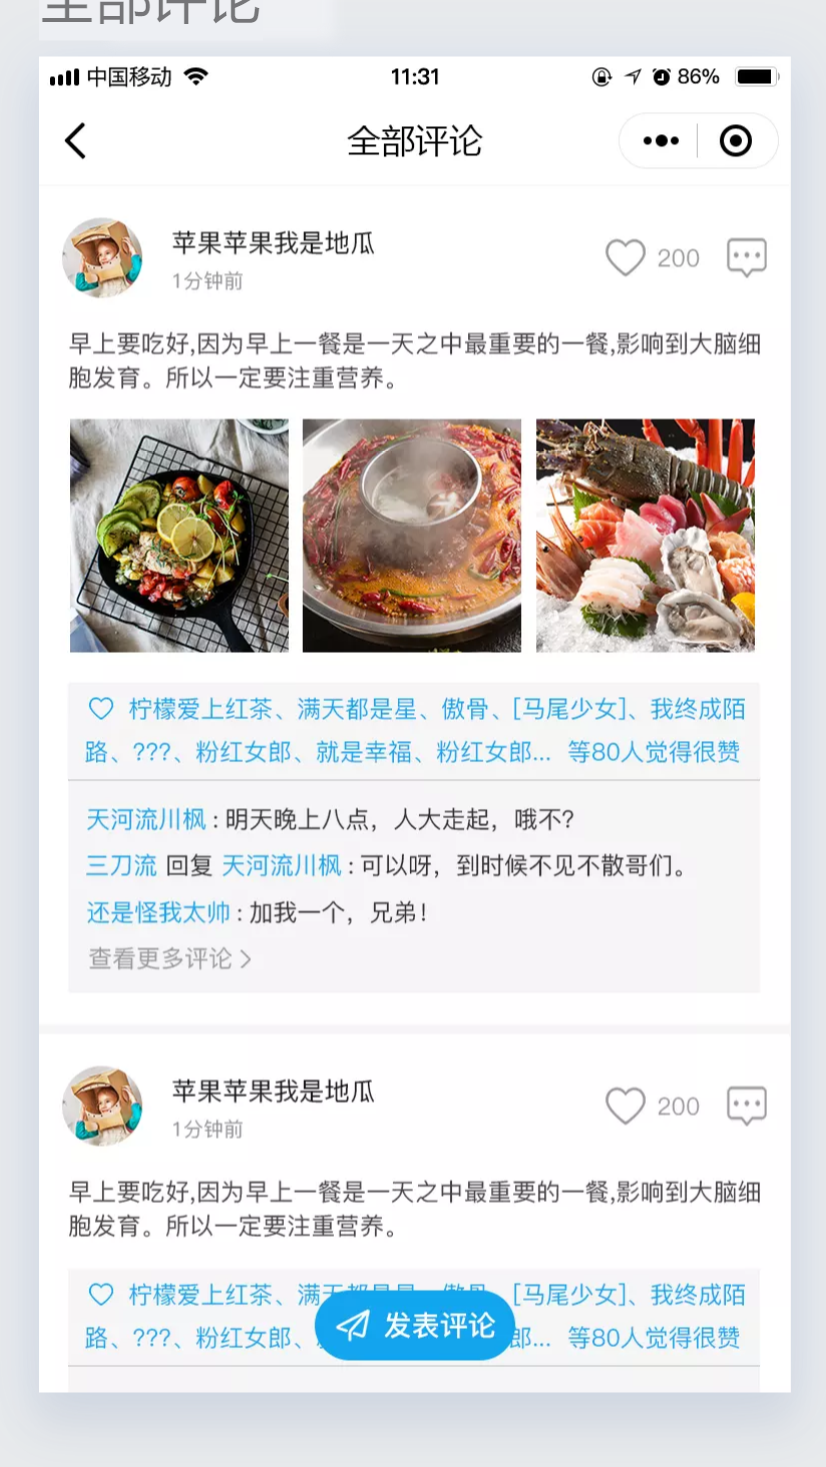 全部评论
中国移动 11:31 86%
全部评论
苹果苹果我是地瓜
200
1分钟前
早上要吃好,因为早上一餐是一天之中最重要的一餐,影响到大脑细
胞发育。所以一定要注重营养。
柠檬爱上红茶、满天都是星、傲骨、[马尾少女]、我终成陌
路、???、粉红女郎、就是幸福、粉红女郎... 等80人觉得很赞
天河流川枫 : 明天晚上八点，人大走起，哦不?
三刀流 回复 天河流川枫 : 可以呀，到时候不见不散哥们。
还是怪我太帅 : 加我一个，兄弟!
查看更多评论
苹果苹果我是地瓜
200
1分钟前
早上要吃好,因为早上一餐是一天之中最重要的一餐,影响到大脑细
胞发育。所以一定要注重营养。
柠檬爱上红茶、满天都是星、傲骨、[马尾少女]、我终成陌
路、???、粉红女郎、 郎... 等80人觉得很赞
发表评论